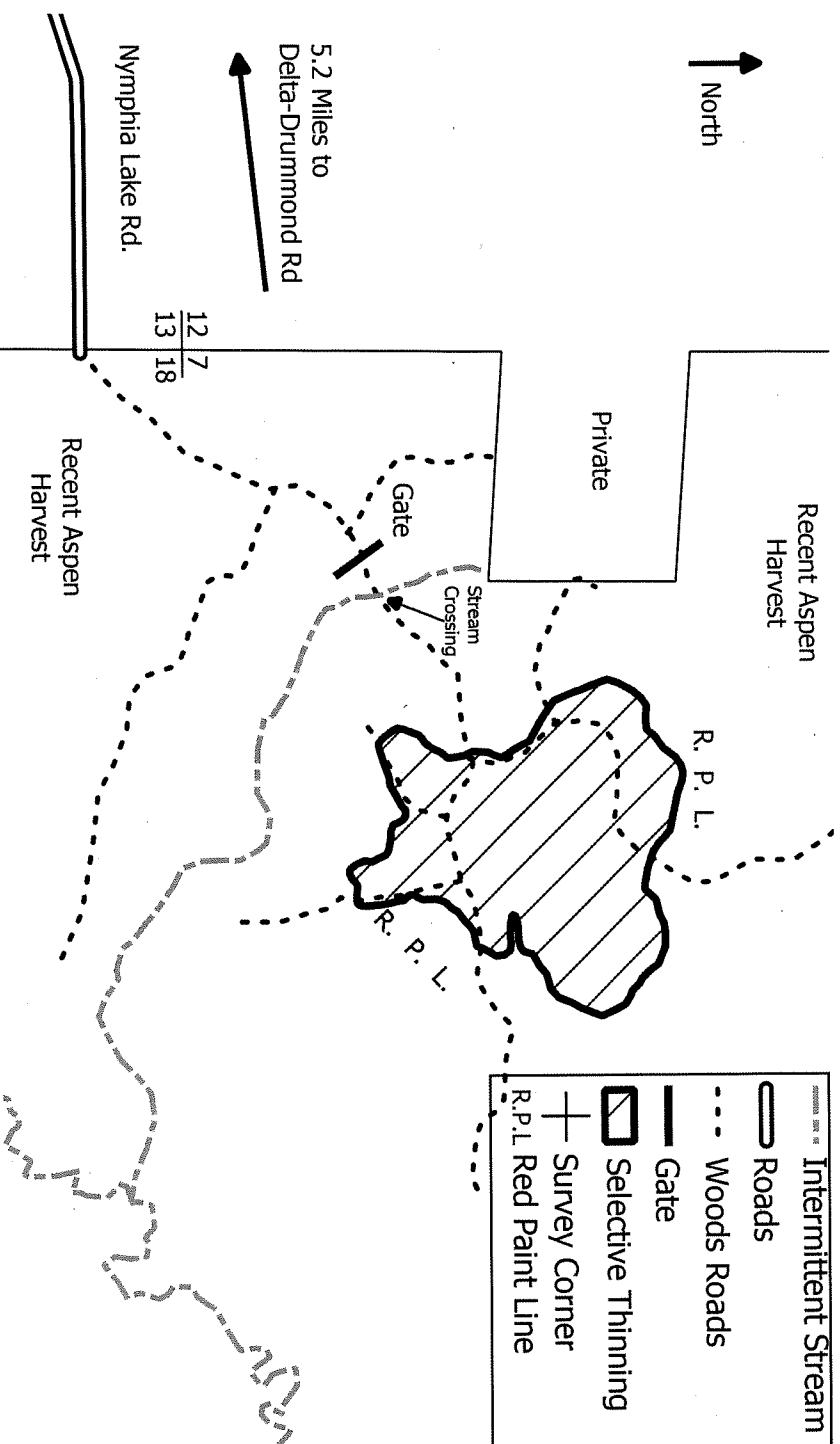 North
5.2 Miles to
Delta-Drummond Rd
Nymphia Lake Rd.
12 7
13 18
Private
Recent Aspen
Harvest
Gate
Stream
Crossing
Recent Aspen
Harvest
R. P. L.
R. P. L.
Intermittent Stream
Roads
Woods Roads
Gate
Selective Thinning
Survey Corner
R.P.L Red Paint Line